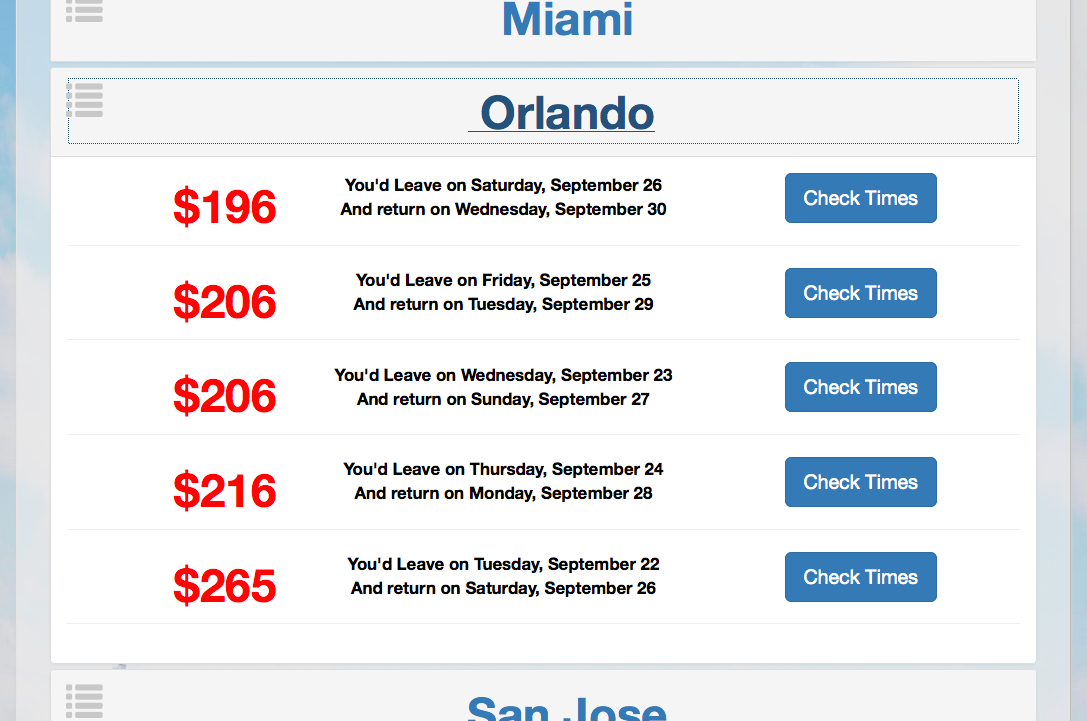 Miami
Orlando
$196
You'd Leave on Saturday, September 26
And return on Wednesday, September 30
Check Times
$206
You'd Leave on Friday, September 25
And return on Tuesday, September 29
Check Times
$206
You'd Leave on Wednesday, September 23
And return on Sunday, September 27
Check Times
$216
You'd Leave on Thursday, September 24
And return on Monday, September 28
Check Times
$265
You'd Leave on Tuesday, September 22
And return on Saturday, September 26
Check Times
San Jose